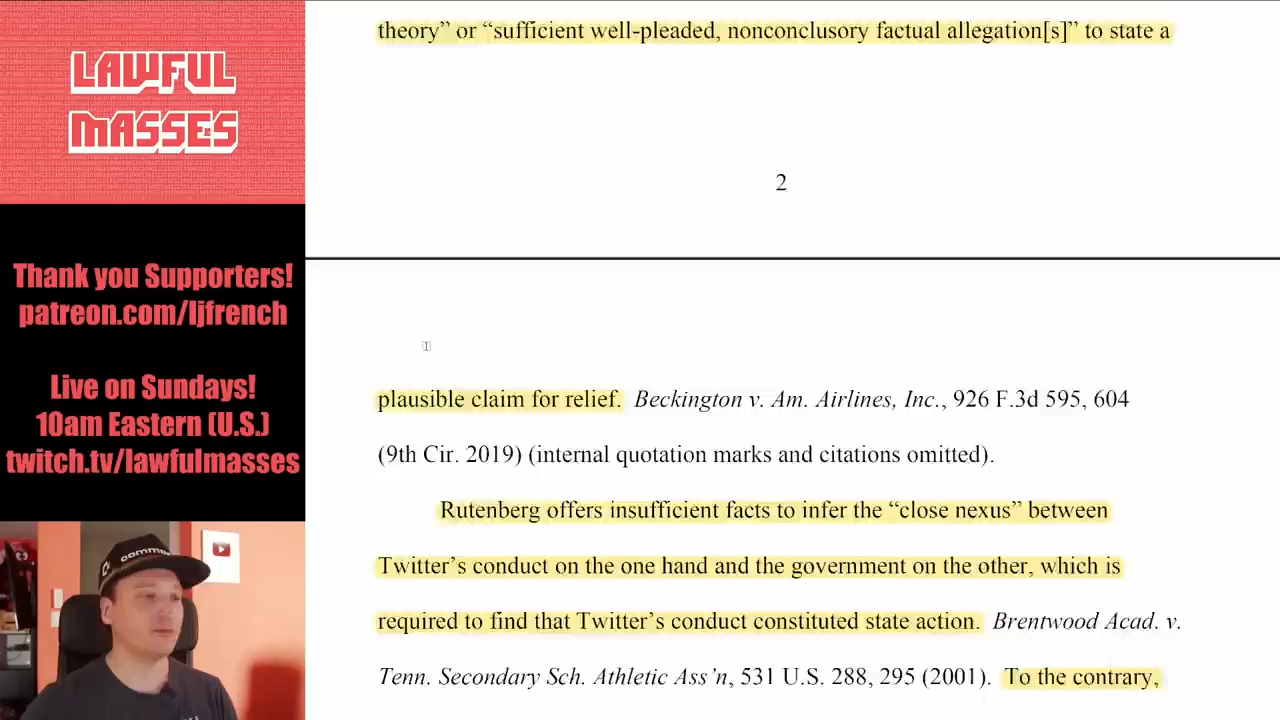 LAWFUL
MASSES
Thank you Supporters!
patreon.com/ljfrench
Live on Sundays!
10am Eastern (U.S.)
twitch.tv/lawfulmasses
theory” or “sufficient well-pleaded, nonconclusory factual allegation[s]” to state a
2
plausible claim for relief. Beckington v. Am. Airlines, Inc., 926 F.3d 595, 604
(9th Cir. 2019) (internal quotation marks and citations omitted).
Rutenberg offers insufficient facts to infer the “close nexus” between
Twitter’s conduct on the one hand and the government on the other, which is
required to find that Twitter’s conduct constituted state action. Brentwood Acad. v.
Tenn. Secondary Sch. Athletic Ass’n, 531 U.S. 288, 295 (2001). To the contrary,